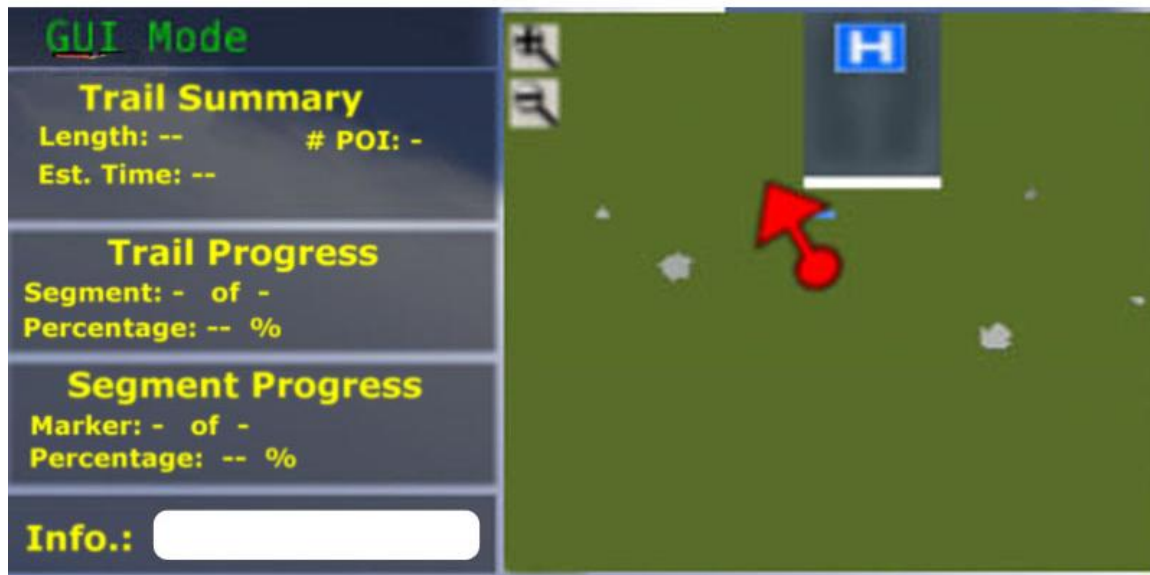 GUI Mode
Trail Summary
Length: -- # POI: -
Est. Time: --
Trail Progress
Segment: - of -
Percentage: -- %
Segment Progress
Marker: - of -
Percentage: -- %
Info.:
H